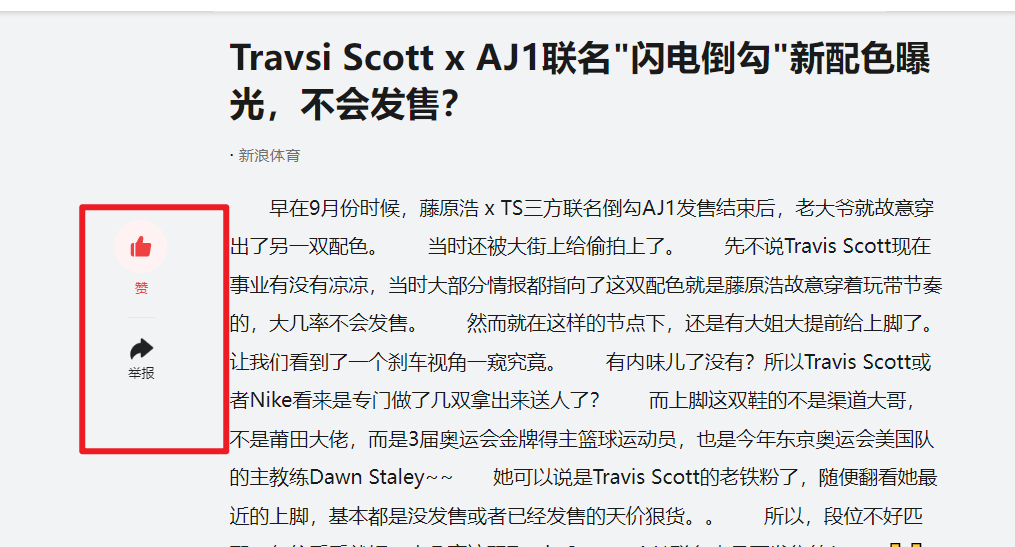 Travsi Scott x AJ1联名"闪电倒勾"新配色曝
光，不会发售？
· 新浪体育
早在9月份时候，藤原浩 x TS三方联名倒勾AJ1发售结束后，老大爷就故意穿
出了另一双配色。 当时还被大街上给偷拍上了。 先不说Travis Scott现在
事业有没有凉凉，当时大部分情报都指向了这双配色就是藤原浩故意穿着玩带节奏
的，大几率不会发售。 然而就在这样的节点下，还是有大姐大提前给上脚了。
让我们看到了一个刹车视角一窥究竟。 有内味儿了没有？所以Travis Scott或
者Nike看来是专门做了几双拿出来送人了？ 而上脚这双鞋的不是渠道大哥，
不是莆田大佬，而是3届奥运会金牌得主篮球运动员，也是今年东京奥运会美国队
的主教练Dawn Staley~~ 她可以说是Travis Scott的老铁粉了，随便翻看她最
近的上脚，基本都是没发售或者已经发售的天价狠货。。 所以，段位不好匹
赞
举报